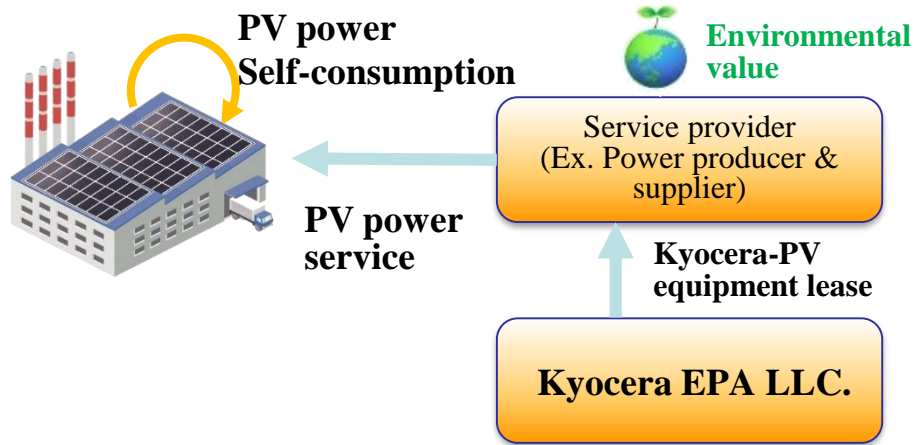 PV power
Self-consumption
Environmental
value
Service provider
(Ex. Power producer &
supplier)
PV power
service
Kyocera-PV
equipment lease
Kyocera EPA LLC.